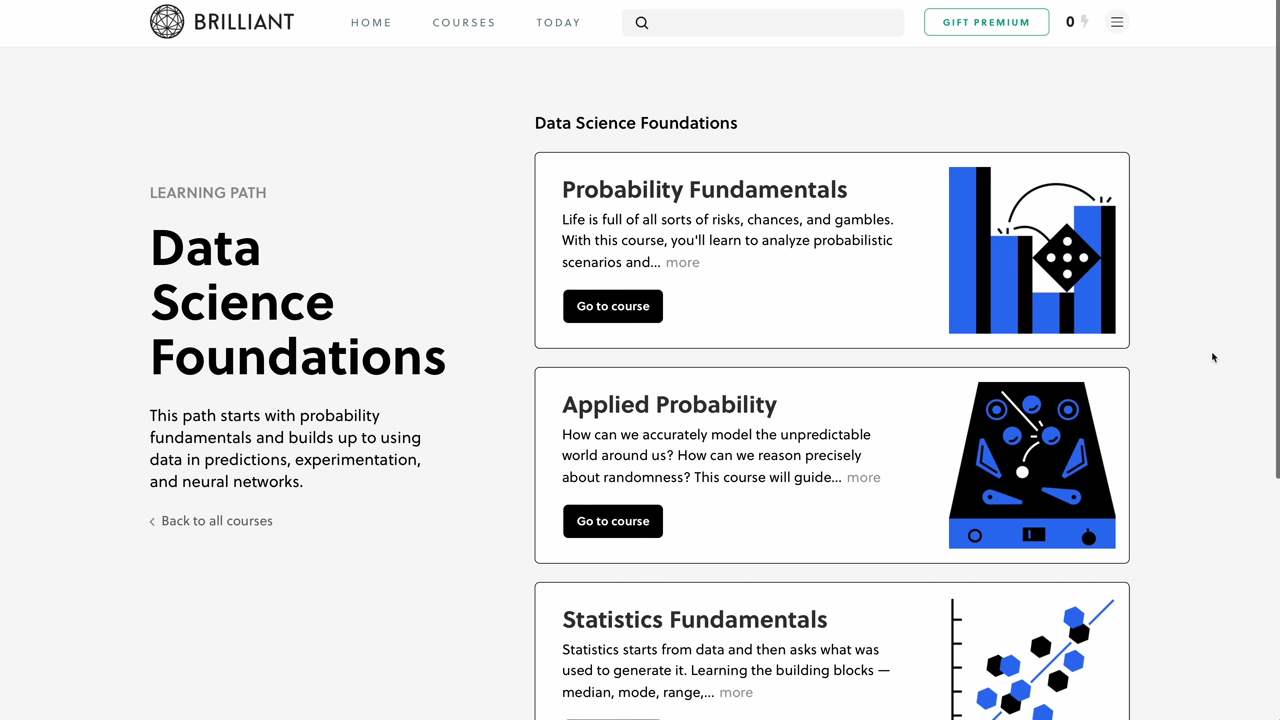 BRILLIANT
HOME
COURSES
TODAY
GIFT PREMIUM
0
LEARNING PATH
Data
Science
Foundations
This path starts with probability
fundamentals and builds up to using
data in predictions, experimentation,
and neural networks.
Back to all courses
Data Science Foundations
Probability Fundamentals
Life is full of all sorts of risks, chances, and gambles.
With this course, you'll learn to analyze probabilistic
scenarios and... more
Go to course
Applied Probability
How can we accurately model the unpredictable
world around us? How can we reason precisely
about randomness? This course will guide... more
Go to course
Statistics Fundamentals
Statistics starts from data and then asks what was
used to generate it. Learning the building blocks —
median, mode, range,... more